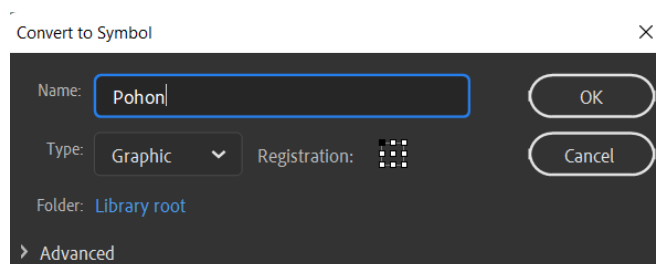 Convert to Symbol
Name: Pohon
OK
Type: Graphic Registration:
Cancel
Folder: Library root
Advanced